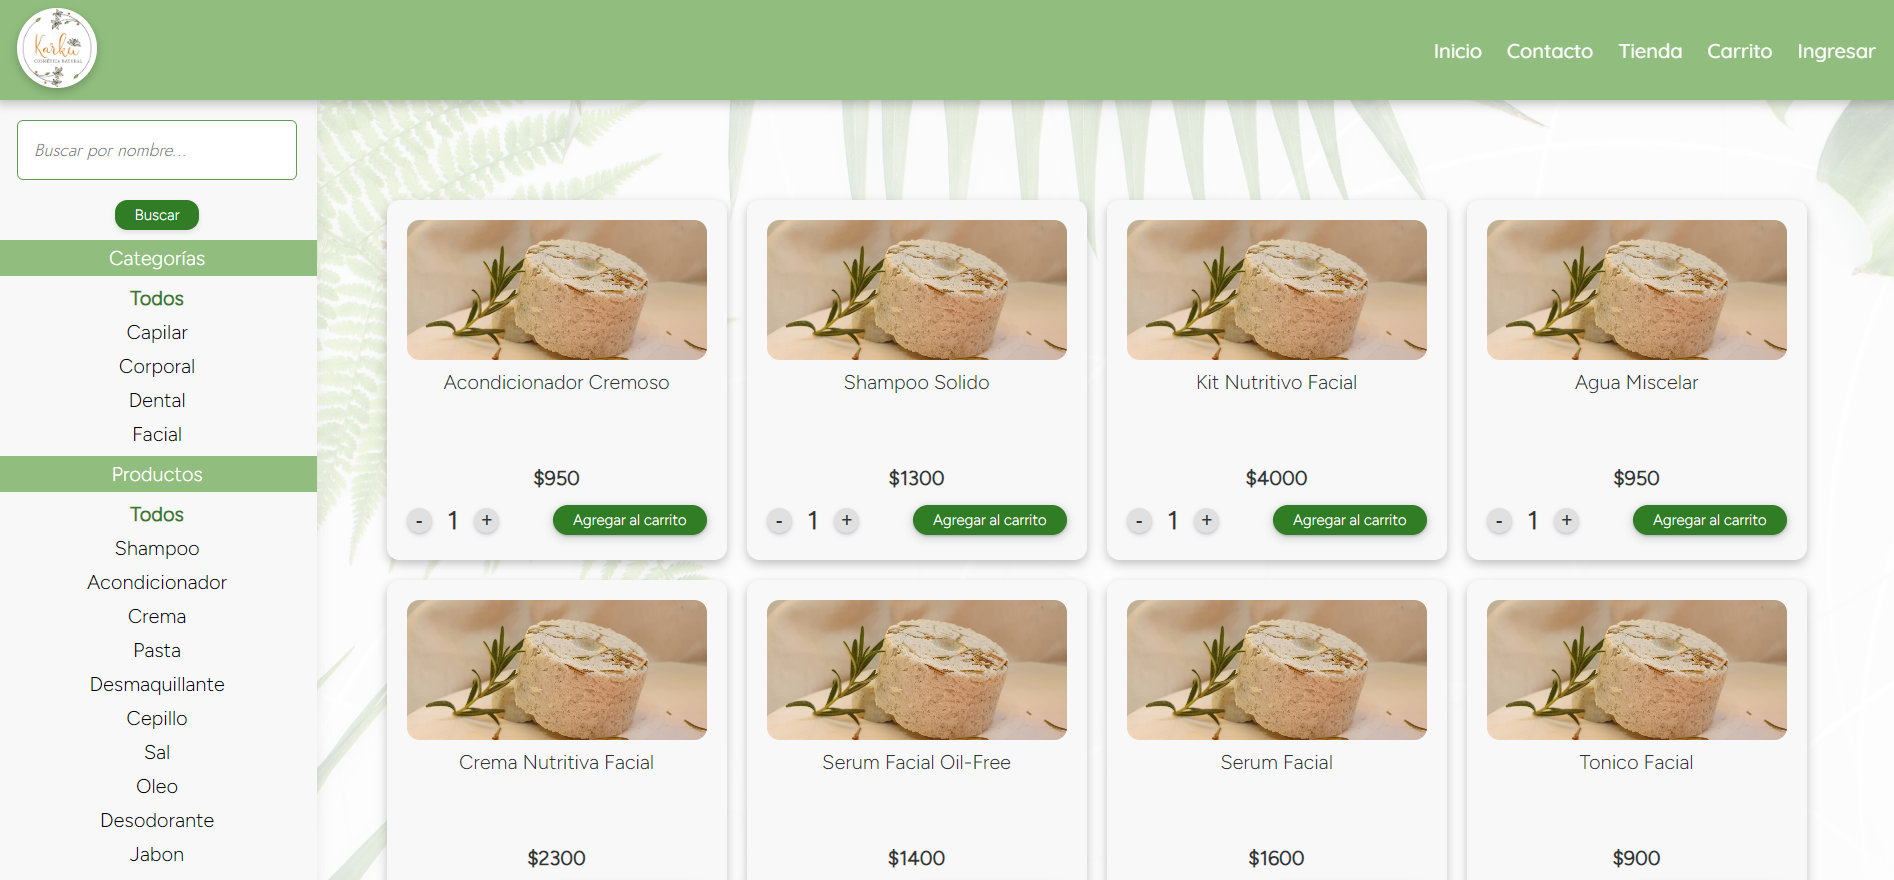 Karku
COSMÉTICA NATURAL
Inicio
Contacto
Tienda
Carrito
Ingresar
Buscar por nombre...
Buscar
Categorías
Todos
Capilar
Corporal
Dental
Facial
Productos
Todos
Shampoo
Acondicionador
Crema
Pasta
Desmaquillante
Cepillo
Sal
Oleo
Desodorante
Jabon
Acondicionador Cremoso
$950
- 1 + Agregar al carrito
Shampoo Solido
$1300
- 1 + Agregar al carrito
Kit Nutritivo Facial
$4000
- 1 + Agregar al carrito
Agua Miscelar
$950
- 1 + Agregar al carrito
Crema Nutritiva Facial
$2300
Serum Facial Oil-Free
$1400
Serum Facial
$1600
Tonico Facial
$900